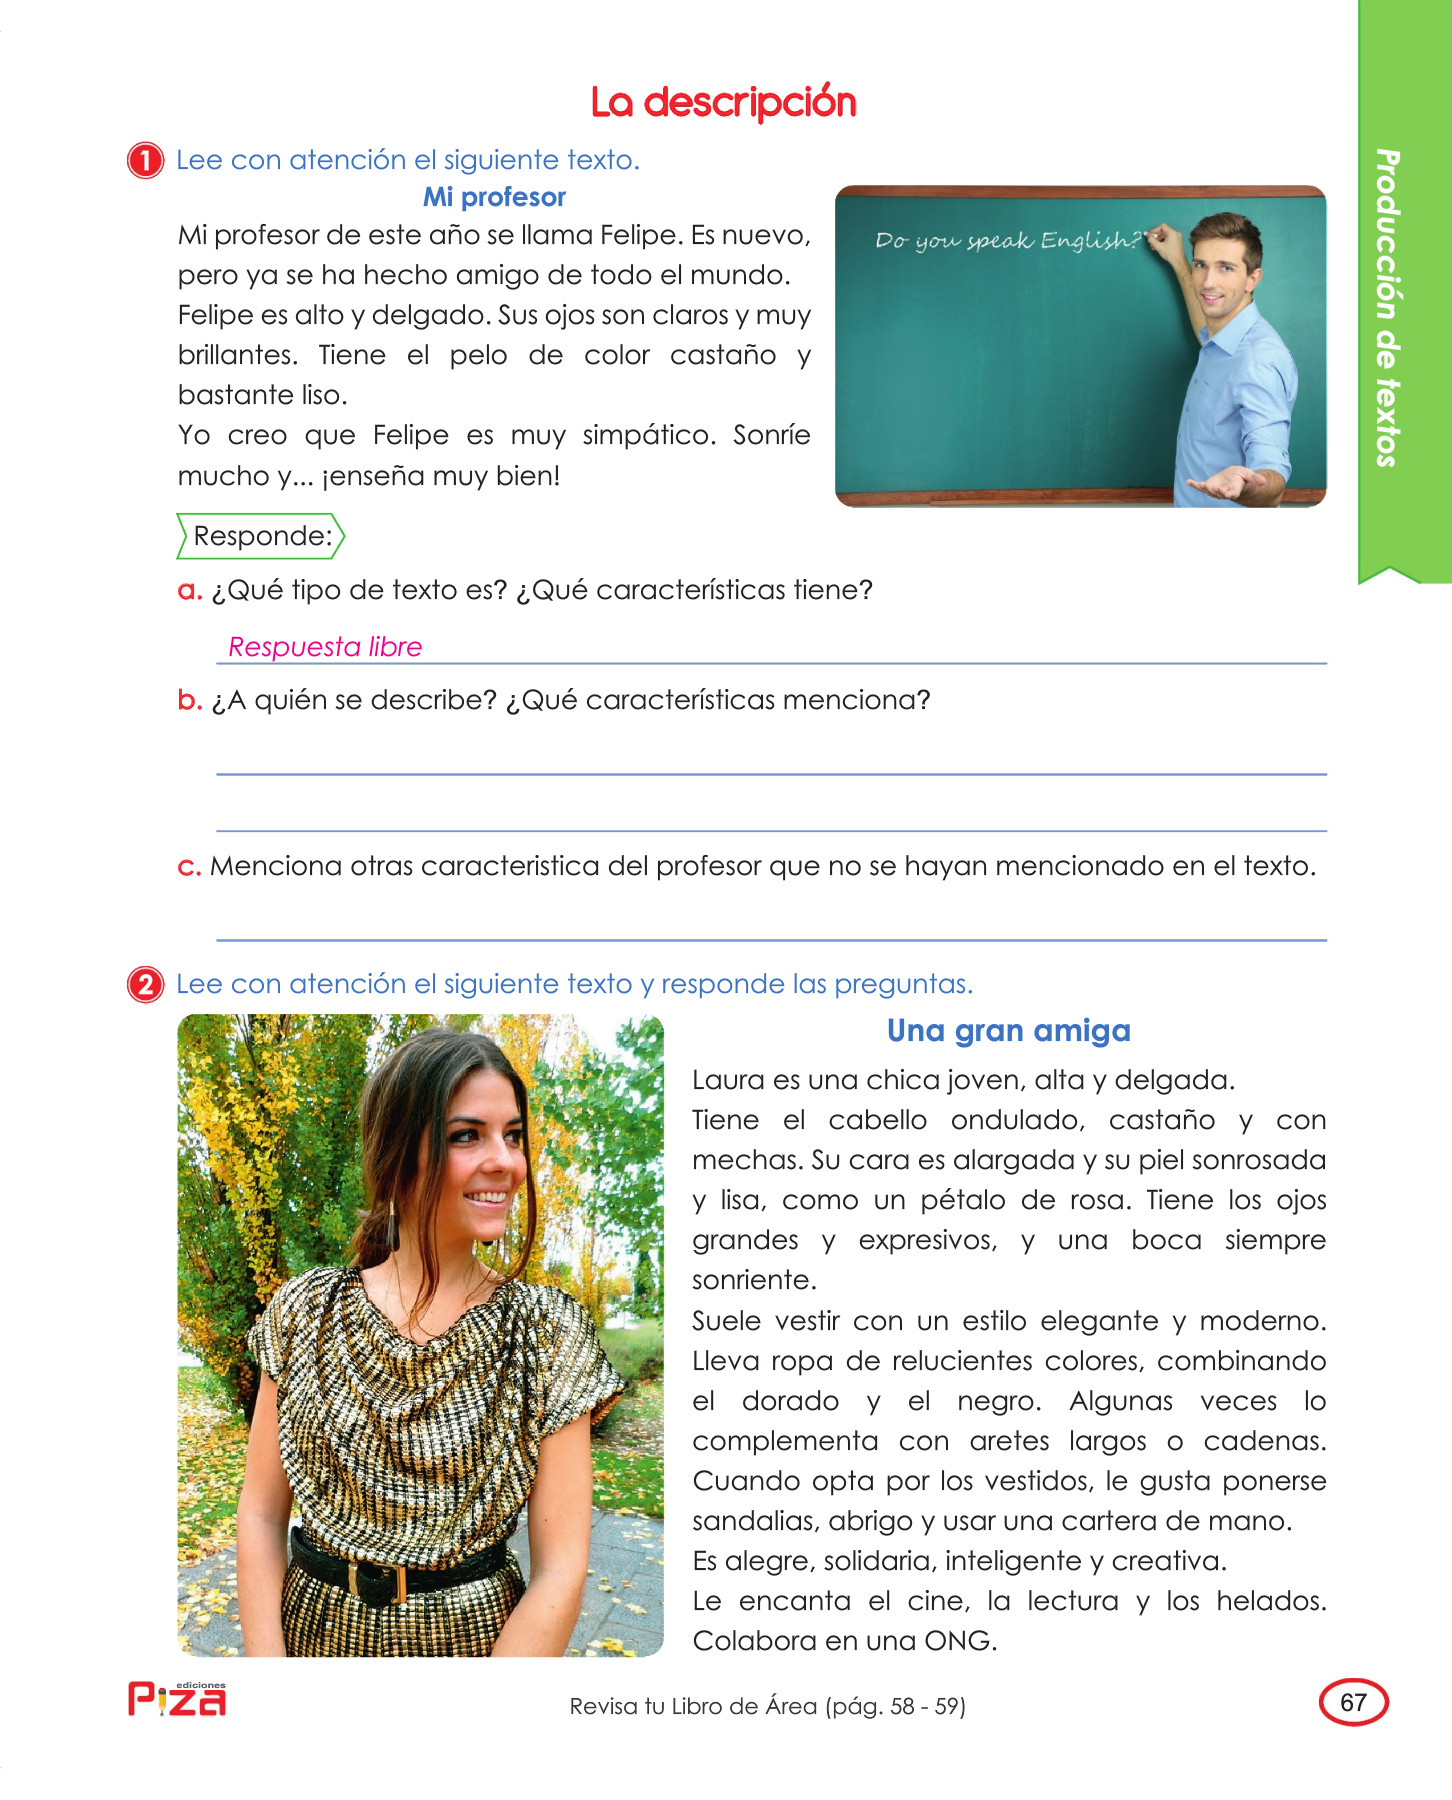 La descripción
1 Lee con atención el siguiente texto.
Mi profesor
Mi profesor de este año se llama Felipe. Es nuevo,
pero ya se ha hecho amigo de todo el mundo.
Felipe es alto y delgado. Sus ojos son claros y muy
brillantes. Tiene el pelo de color castaño y
bastante liso.
Yo creo que Felipe es muy simpático. Sonríe
mucho y... ¡enseña muy bien!
Do you speak English?
Producción de textos
Responde:
a. ¿Qué tipo de texto es? ¿Qué características tiene?
Respuesta libre
b. ¿A quién se describe? ¿Qué características menciona?
c. Menciona otras caracteristica del profesor que no se hayan mencionado en el texto.
2 Lee con atención el siguiente texto y responde las preguntas.
Una gran amiga
Laura es una chica joven, alta y delgada.
Tiene el cabello ondulado, castaño y con
mechas. Su cara es alargada y su piel sonrosada
y lisa, como un pétalo de rosa. Tiene los ojos
grandes y expresivos, y una boca siempre
sonriente.
Suele vestir con un estilo elegante y moderno.
Lleva ropa de relucientes colores, combinando
el dorado y el negro. Algunas veces lo
complementa con aretes largos o cadenas.
Cuando opta por los vestidos, le gusta ponerse
sandalias, abrigo y usar una cartera de mano.
Es alegre, solidaria, inteligente y creativa.
Le encanta el cine, la lectura y los helados.
Colabora en una ONG.
ediciones
Piza
Revisa tu Libro de Área (pág. 58 - 59)
67